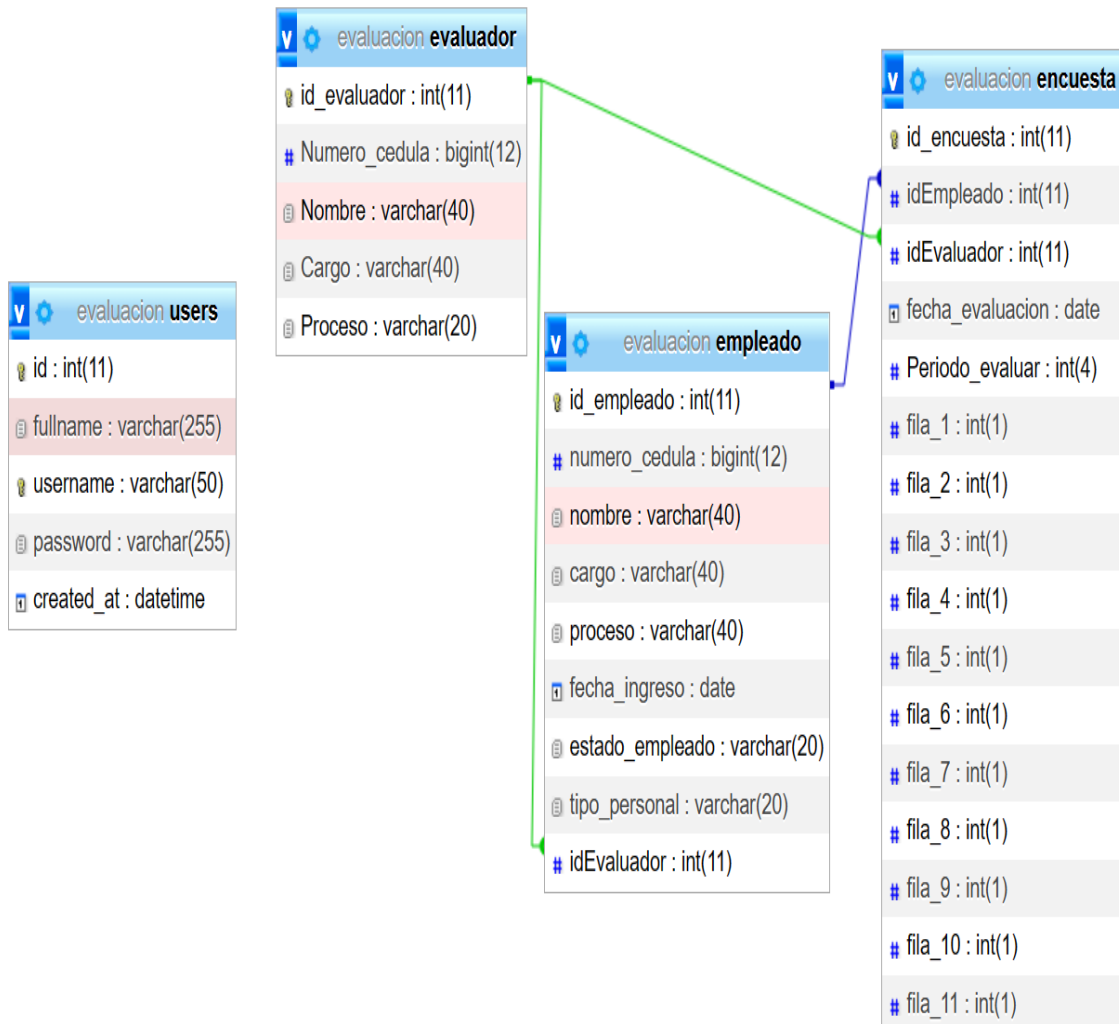 evaluacion evaluador
id_evaluador : int(11)
Numero_cedula : bigint(12)
Nombre : varchar(40)
Cargo : varchar(40)
Proceso : varchar(20)
evaluacion users
id : int(11)
fullname : varchar(255)
username : varchar(50)
password : varchar(255)
created_at : datetime
evaluacion empleado
id_empleado : int(11)
numero_cedula : bigint(12)
nombre : varchar(40)
cargo : varchar(40)
proceso : varchar(40)
fecha_ingreso : date
estado_empleado : varchar(20)
tipo_personal : varchar(20)
idEvaluador : int(11)
evaluacion encuesta
id_encuesta : int(11)
idEmpleado : int(11)
idEvaluador : int(11)
fecha_evaluacion : date
Periodo_evaluar : int(4)
fila_1 : int(1)
fila_2 : int(1)
fila_3 : int(1)
fila_4 : int(1)
fila_5 : int(1)
fila_6 : int(1)
fila_7 : int(1)
fila_8 : int(1)
fila_9 : int(1)
fila_10 : int(1)
fila_11 : int(1)